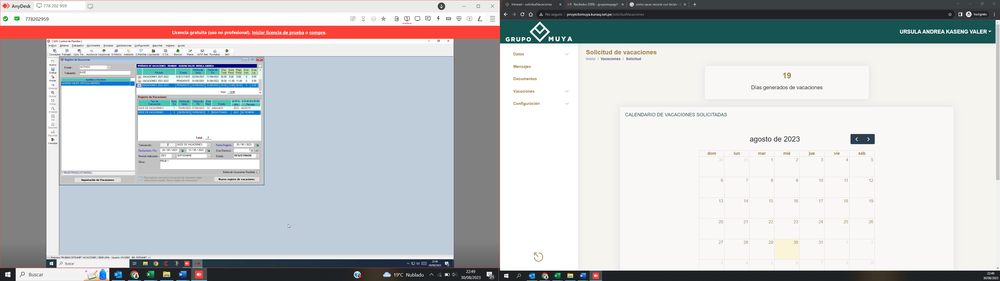 AnyDesk
778 202 959
778202959
Licencia gratuita (uso no profesional). Iniciar licencia de prueba o compre.
[ SG5: Control de Planillas ]
Archivo Sistema Trabajador Movimientos Procesos Declaraciones Configuración Reportes Ventana Ayuda
Conceptos Trabajad... Cpto. Tra... Asistencia Vacaciones D.Médico Adelanto C.Planillas Liquidación C.T.S. Bancos Plame A.F.P. Net Formatos Salir
Nuevo
Grabar
Anular
Eliminar
Buscar
Filtrar
Ordenar
Ver
Imprimir
Exportar
Cancelar
Registro de Vacaciones
Estado : ACTIVOS
Trabajador : KASE
Apellidos y Nombres
KASENG VALER, URSULA ANDREA
1 REGISTRO(S) LISTADO(S)...
Importación de Vacaciones
PERÍODOS DE VACACIONES : TRA00297 - KASENG VALER, URSULA ANDREA
... Período Estado Fecha de Inicio Fecha de Fin Días Total Goce Pend. Pago Pend. Días Ven. Días Liq.
VACACIONES 2021-2022 EJECUTADO 02/04/2021 11/04/2021 30.00 0.00 0.00 0 0.00
VACACIONES 2021-2022 PENDIENTE 01/09/2021 31/08/2022 30.00 -11.00 -11.00 0 0.00
VACACIONES 2022-2023 PENDIENTE 01/09/2022 31/08/2023 30.00 23.00 30.00 0 0.00
Total : 12.00
Registro de Vacaciones
Tipo de Transacción Num. Trx Fecha de Inicio Fecha de Fin Días Efect. Estado A P L I C A C I Ó N Año Período
GOCE DE VACACIONES 1 15/08/2023 27/08/2023 12 ANULADO 2023 AGOSTO
GOCE DE VACACIONES 2 04/09/2023 10/09/2023 7 REGISTRADO 2023 SETIEMBRE
Total : 7
Transacción : 2 GOCE DE VACACIONES Fecha Registro : 30 / 08 / 2023
Fecha Inicio / Fin : 04 / 09 / 2023 10 / 09 / 2023 Días Efectivos : 7
Período Aplicación : 2023 SEPTIEMBRE Estado : REGISTRADO
Glosa : PRUB 1
Boleta de Vacaciones Recibida
Para registrar una nueva transacción de vacaciones debe
seleccionar la opción "Nuevo registro de vacaciones".
Nuevo registro de vacaciones
<< Empresa: PRUEBAS INTRANET VACACIONES / SEDE LIMA - Usuario: LFLORES - BD: INTRANET >>
Buscar
22:49
30/08/2023
2
Buscar
19°C Nublado
22:49
30/08/2023
21
Intranet - solicitudVacaciones
Recibidos (599) - grupomuyagdh
como sacar recorte con teclas - B
No seguro
proyectomuya.kunaq.net.pe/solicitudVacaciones
Incógnito
GRUPO MUYA
URSULA ANDREA KASENG VALER
Datos
Mensajes
Documentos
Vacaciones
Configuración
Solicitud de vacaciones
Inicio / Vacaciones / Solicitud
19
Días generados de vacaciones
CALENDARIO DE VACACIONES SOLICITADAS
agosto de 2023
dom lun mar mié jue vie sáb
30 31 1 2 3 4 5
6 7 8 9 10 11 12
13 14 15 16 17 18 19
20 21 22 23 24 25 26
27 28 29 30 31 1 2
3 4 5 6 7 8 9
22:49
30/08/2023